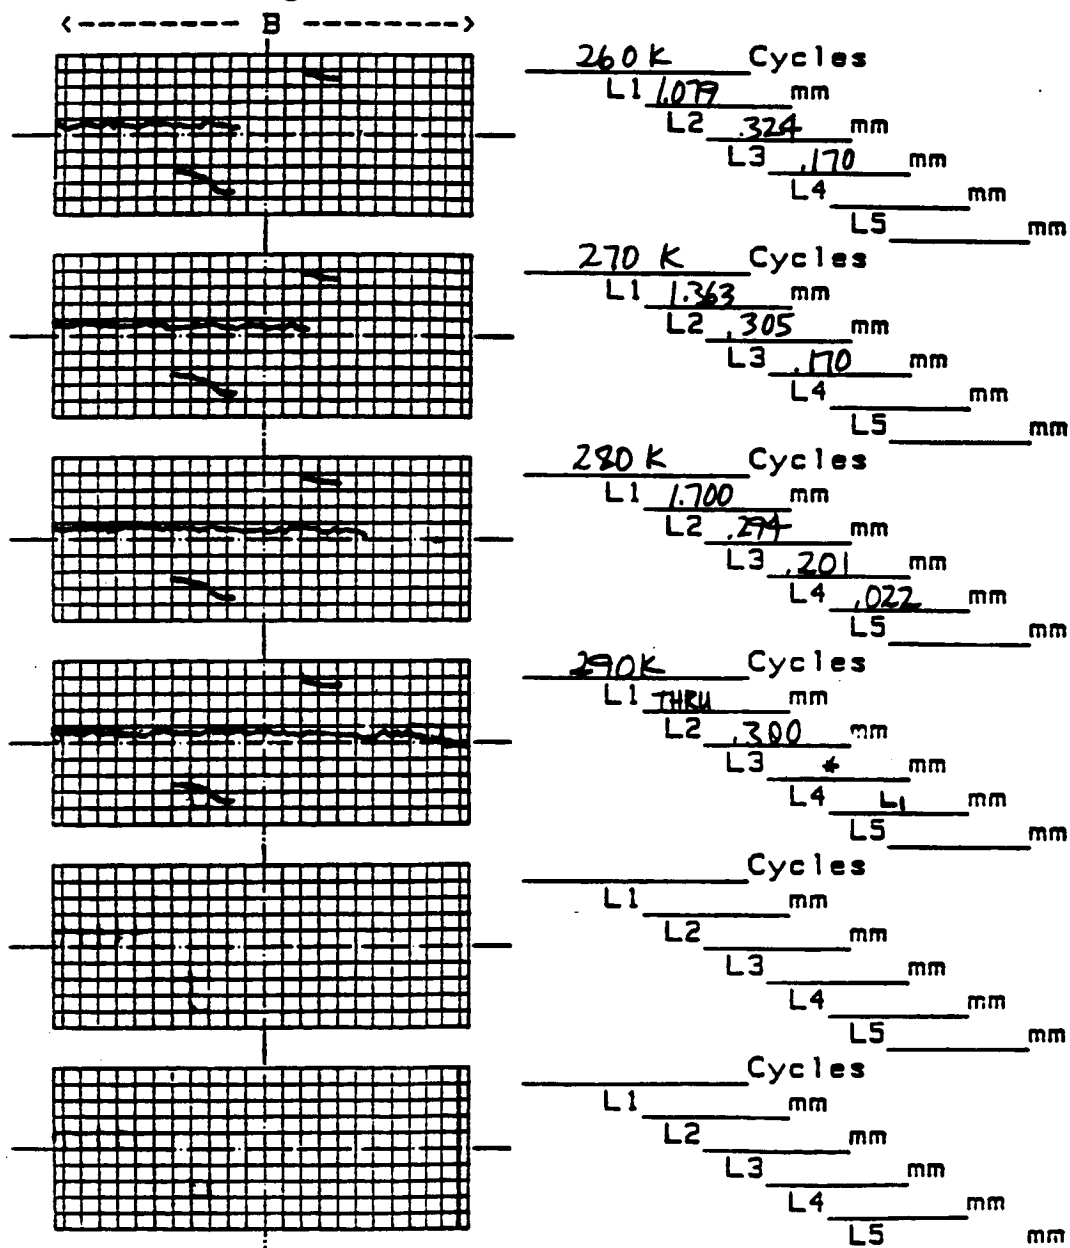 <-------- B -------->
260 K Cycles
L1 1.079 mm
L2 .324 mm
L3 .170 mm
L4 mm
L5 mm
270 K Cycles
L1 1.363 mm
L2 .305 mm
L3 .170 mm
L4 mm
L5 mm
280 K Cycles
L1 1.700 mm
L2 .294 mm
L3 .201 mm
L4 .022 mm
L5 mm
290K Cycles
L1 THRU mm
L2 .300 mm
L3 * mm
L4 L1 mm
L5 mm
Cycles
L1 mm
L2 mm
L3 mm
L4 mm
L5 mm
Cycles
L1 mm
L2 mm
L3 mm
L4 mm
L5 mm